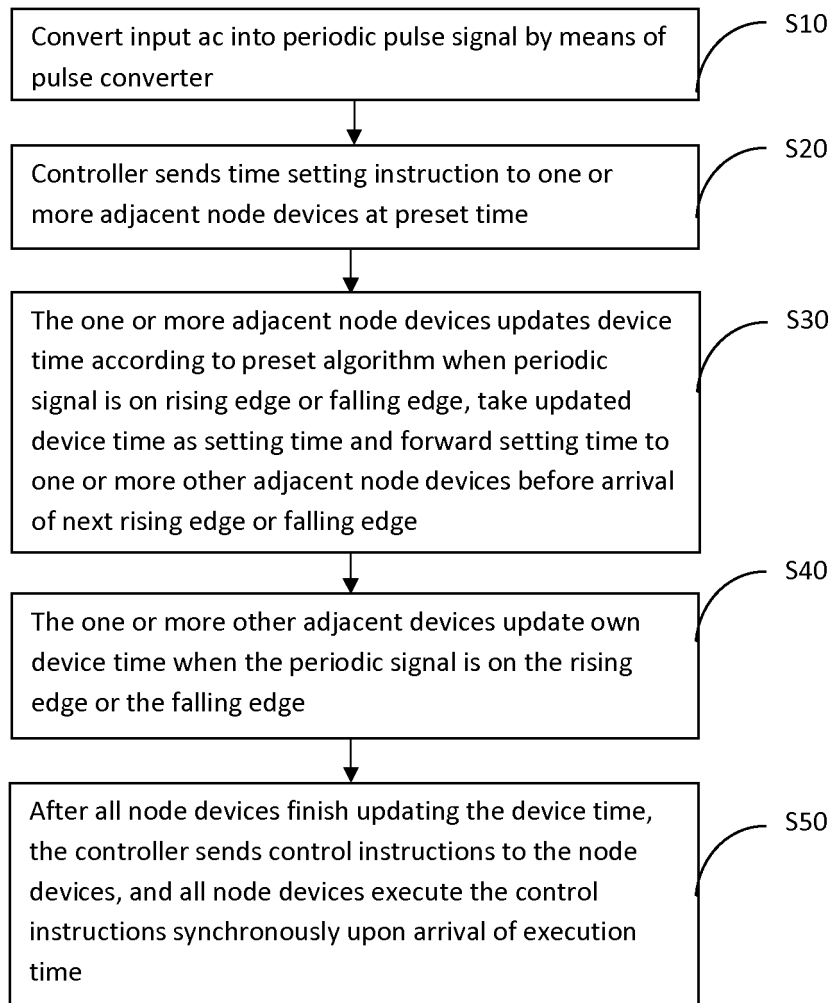 Convert input ac into periodic pulse signal by means of
pulse converter
S10
Controller sends time setting instruction to one or
more adjacent node devices at preset time
S20
The one or more adjacent node devices updates device
time according to preset algorithm when periodic
signal is on rising edge or falling edge, take updated
device time as setting time and forward setting time to
one or more other adjacent node devices before arrival
of next rising edge or falling edge
S30
The one or more other adjacent devices update own
device time when the periodic signal is on the rising
edge or the falling edge
S40
After all node devices finish updating the device time,
the controller sends control instructions to the node
devices, and all node devices execute the control
instructions synchronously upon arrival of execution
time
S50